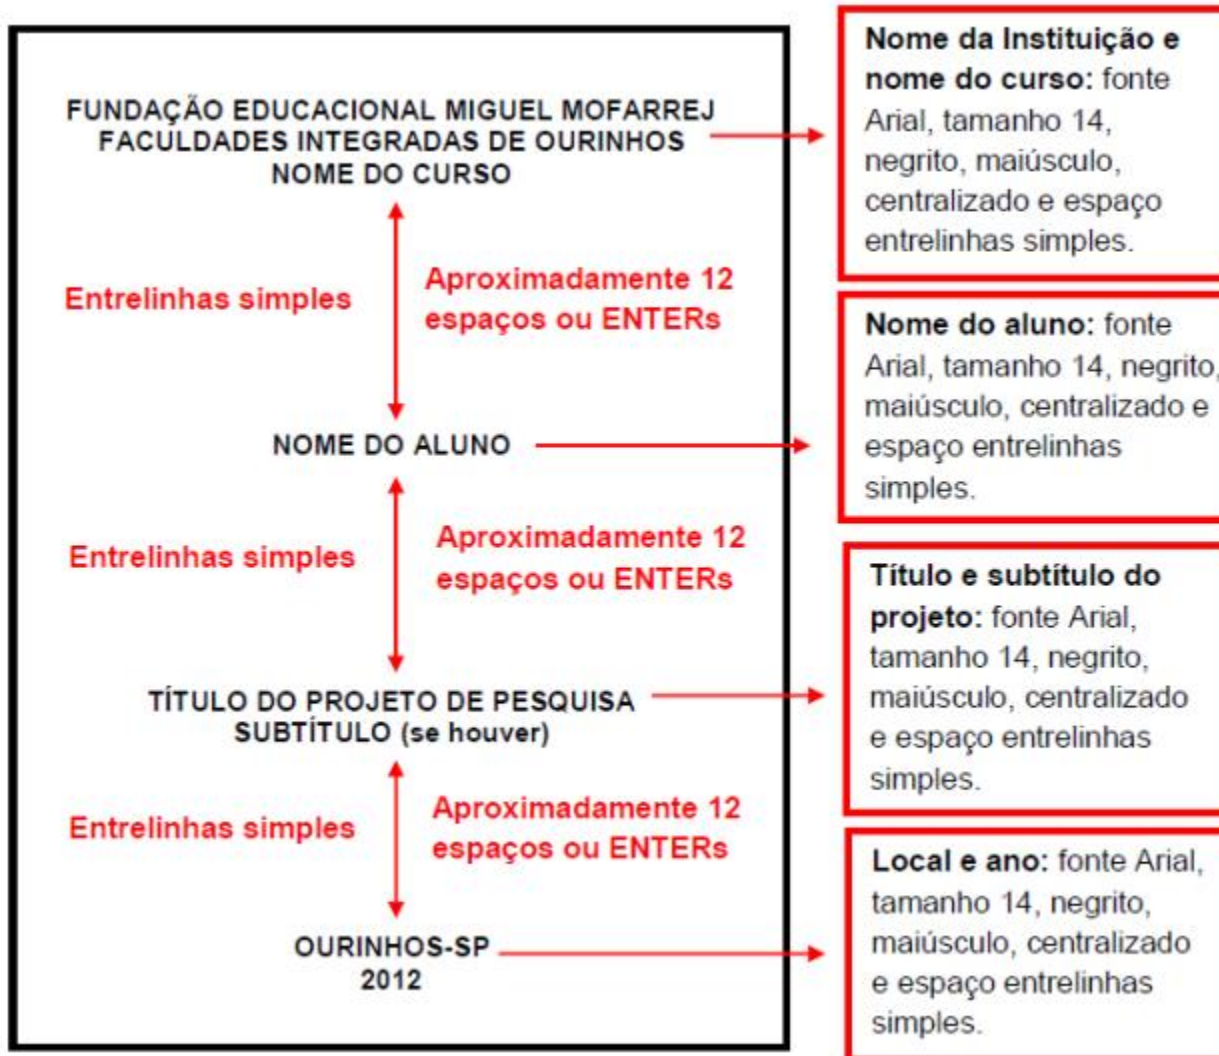 FUNDAÇÃO EDUCACIONAL MIGUEL MOFARREJ
FACULDADES INTEGRADAS DE OURINHOS
NOME DO CURSO
Entrelinhas simples
Aproximadamente 12
espaços ou ENTERs
NOME DO ALUNO
Entrelinhas simples
Aproximadamente 12
espaços ou ENTERs
TÍTULO DO PROJETO DE PESQUISA
SUBTÍTULO (se houver)
Entrelinhas simples
Aproximadamente 12
espaços ou ENTERs
OURINHOS-SP
2012
Nome da Instituição e
nome do curso: fonte
Arial, tamanho 14,
negrito, maiúsculo,
centralizado e espaço
entrelinhas simples.
Nome do aluno: fonte
Arial, tamanho 14, negrito,
maiúsculo, centralizado e
espaço entrelinhas
simples.
Título e subtítulo do
projeto: fonte Arial,
tamanho 14, negrito,
maiúsculo, centralizado
e espaço entrelinhas
simples.
Local e ano: fonte Arial,
tamanho 14, negrito,
maiúsculo, centralizado
e espaço entrelinhas
simples.